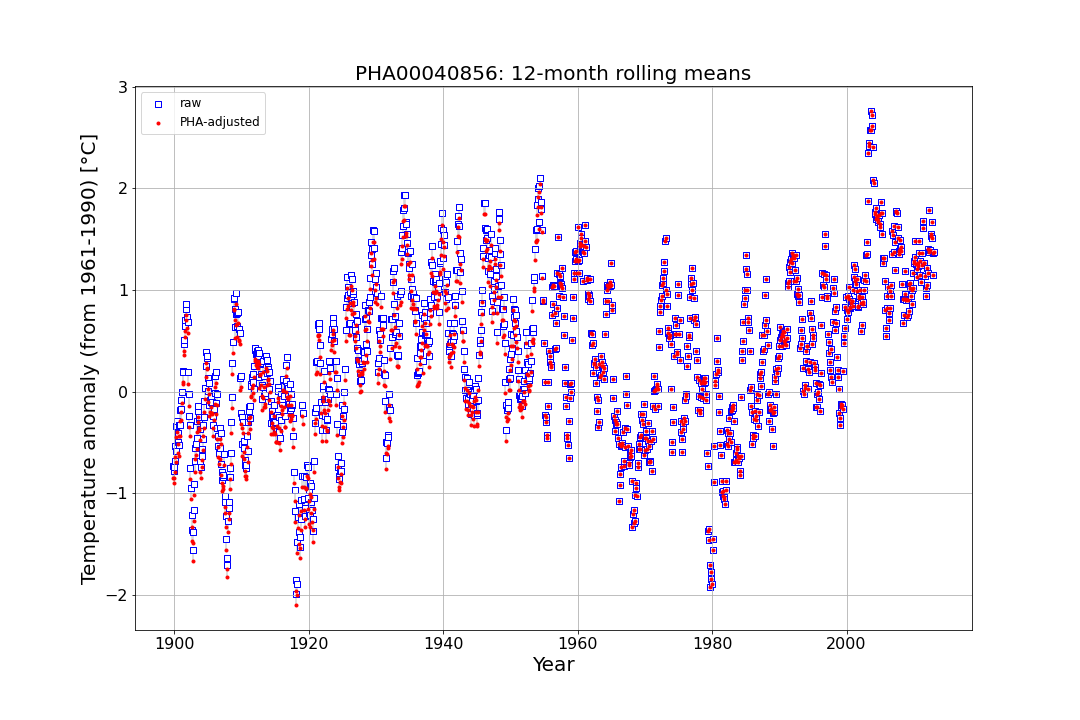 PHA00040856: 12-month rolling means
raw
PHA-adjusted
Temperature anomaly (from 1961-1990) [°C]
3
2
1
0
−1
−2
1900 1920 1940 1960 1980 2000
Year